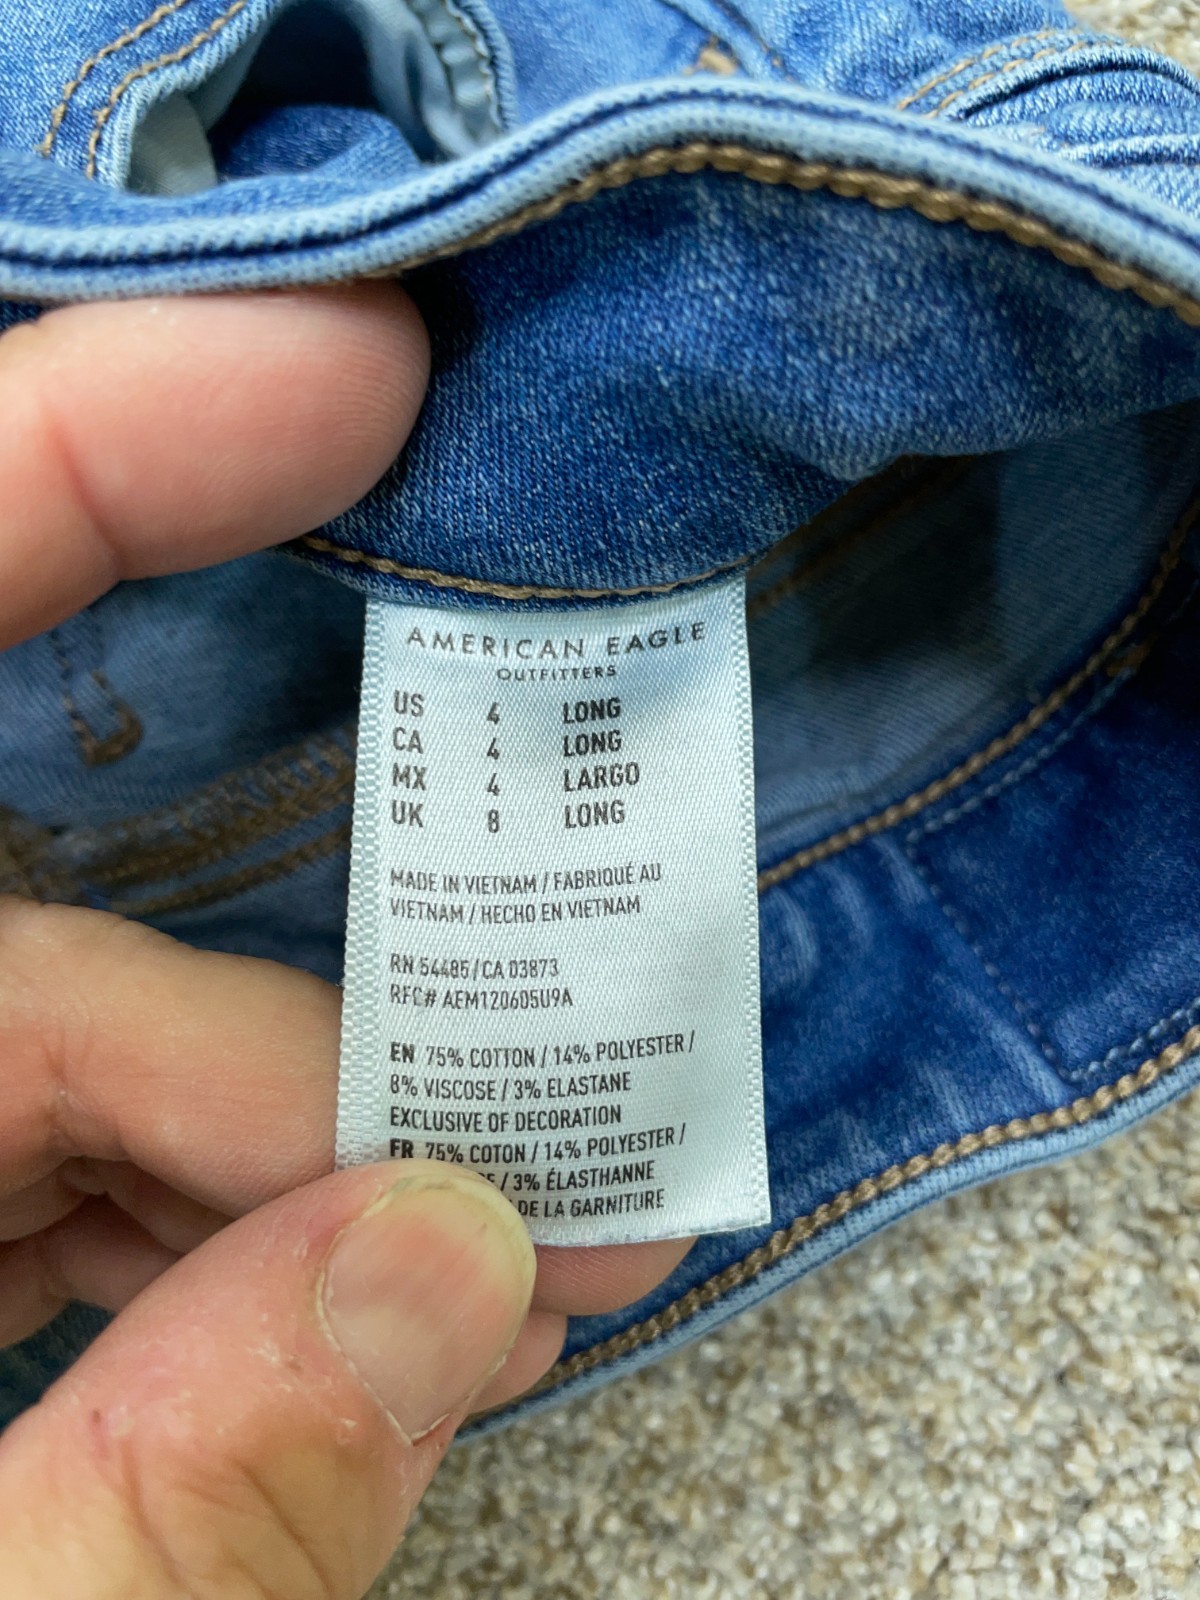 AMERICAN EAGLE
OUTFITTERS
US 4 LONG
CA 4 LONG
MX 4 LARGO
UK 8 LONG
MADE IN VIETNAM / FABRIQUÉ AU
VIETNAM / HECHO EN VIETNAM
RN 54485/CA 03873
RFC# AEM120605U9A
EN 75% COTTON / 14% POLYESTER /
8% VISCOSE / 3% ELASTANE
EXCLUSIVE OF DECORATION
FR 75% COTON / 14% POLYESTER /
/ 3% ÉLASTHANNE
DE LA GARNITURE